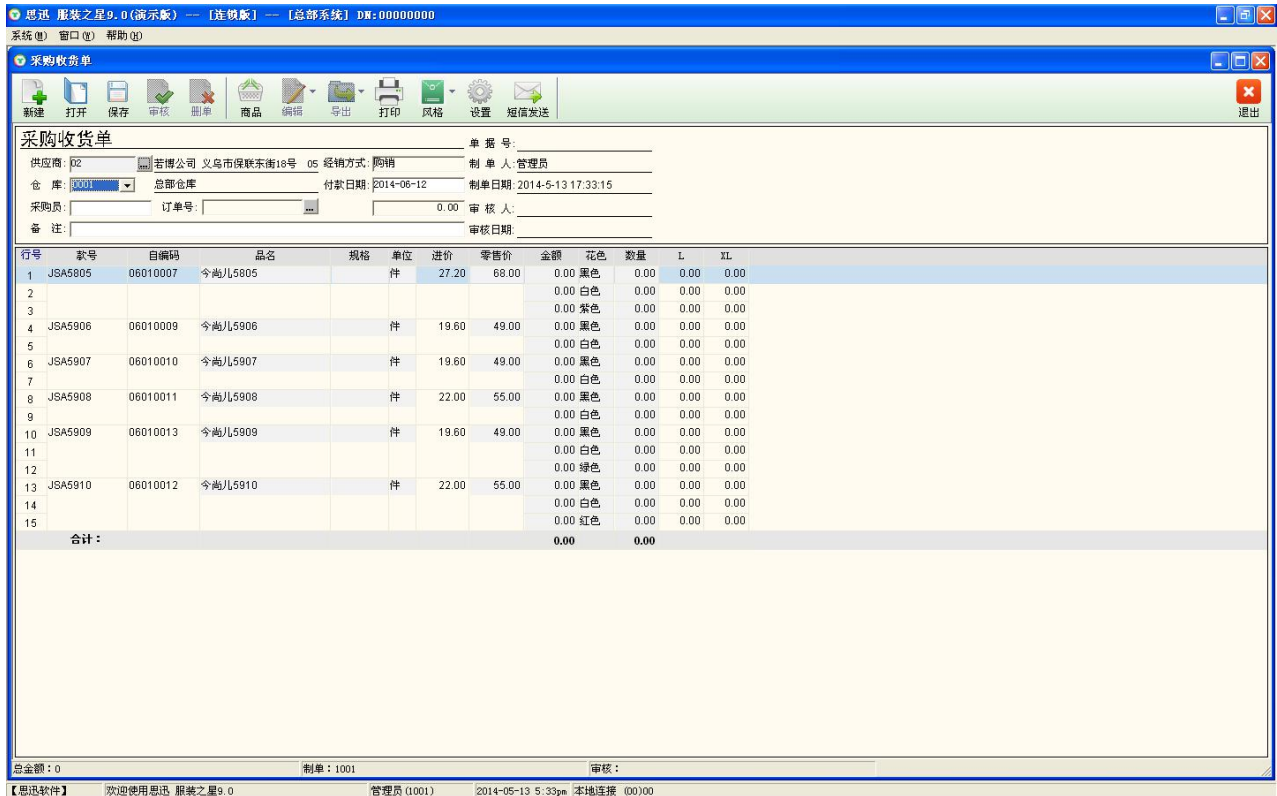 思迅 服装之星9.0(演示版) -- [连锁版] -- [总部系统] DN:00000000
系统(M) 窗口(W) 帮助(H)
采购收货单
新建 打开 保存 审核 删单 商品 编辑 导出 打印 风格 设置 短信发送 退出
采购收货单 单 据 号:
供应商: 02 ... 若博公司 义乌市保联东街18号 05 经销方式: 购销 制 单 人: 管理员
仓 库: 0001 总部仓库 付款日期: 2014-06-12 制单日期: 2014-5-13 17:33:15
采购员: 订单号: ... 0.00 审 核 人:
备 注: 审核日期:
行号 款号 自编码 品名 规格 单位 进价 零售价 金额 花色 数量 L XL
1 JSA5805 06010007 今尚儿5805 件 27.20 68.00 0.00 黑色 0.00 0.00 0.00
2 0.00 白色 0.00 0.00 0.00
3 0.00 紫色 0.00 0.00 0.00
4 JSA5906 06010009 今尚儿5906 件 19.60 49.00 0.00 黑色 0.00 0.00 0.00
5 0.00 白色 0.00 0.00 0.00
6 JSA5907 06010010 今尚儿5907 件 19.60 49.00 0.00 黑色 0.00 0.00 0.00
7 0.00 白色 0.00 0.00 0.00
8 JSA5908 06010011 今尚儿5908 件 22.00 55.00 0.00 黑色 0.00 0.00 0.00
9 0.00 白色 0.00 0.00 0.00
10 JSA5909 06010013 今尚儿5909 件 19.60 49.00 0.00 黑色 0.00 0.00 0.00
11 0.00 白色 0.00 0.00 0.00
12 0.00 绿色 0.00 0.00 0.00
13 JSA5910 06010012 今尚儿5910 件 22.00 55.00 0.00 黑色 0.00 0.00 0.00
14 0.00 白色 0.00 0.00 0.00
15 0.00 红色 0.00 0.00 0.00
合计: 0.00 0.00
总金额:0 制单:1001 审核:
【思迅软件】 欢迎使用思迅 服装之星9.0 管理员(1001) 2014-05-13 5:33pm 本地连接 (00)00